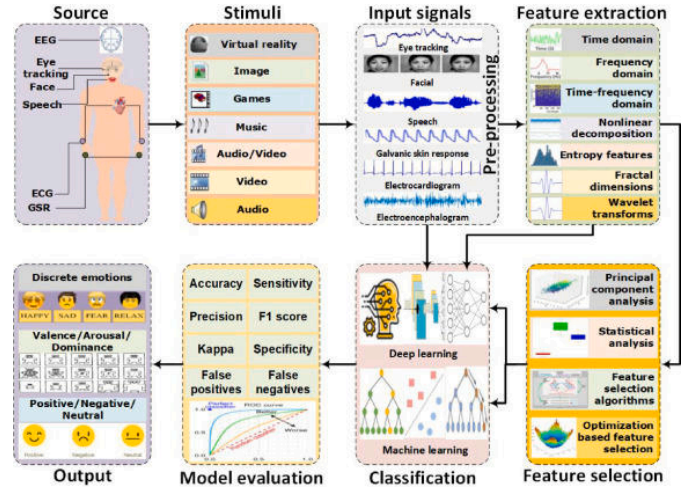 Source
EEG
Eye
tracking
Face
Speech
ECG
GSR
Stimuli
Virtual reality
Image
Games
Music
Audio/Video
Video
Audio
Input signals
Eye tracking
Facial
Speech
Galvanic skin response
Electrocardiogram
Electroencephalogram
Pre-processing
Feature extraction
Time domain
Frequency
domain
Time-frequency
domain
Nonlinear
decomposition
Entropy features
Fractal
dimensions
Wavelet
transforms
Discrete emotions
HAPPY SAD FEAR RELAX
Valence/Arousal/
Dominance
Positive/Negative/
Neutral
Positive Negative Neutral
Output
Accuracy Sensitivity
Precision F1 score
Kappa Specificity
False
positives
False
negatives
ROC curve
Model evaluation
Deep learning
Machine learning
Classification
Principal
component
analysis
Statistical
analysis
Feature
selection
algorithms
Optimization
based feature
selection
Feature selection